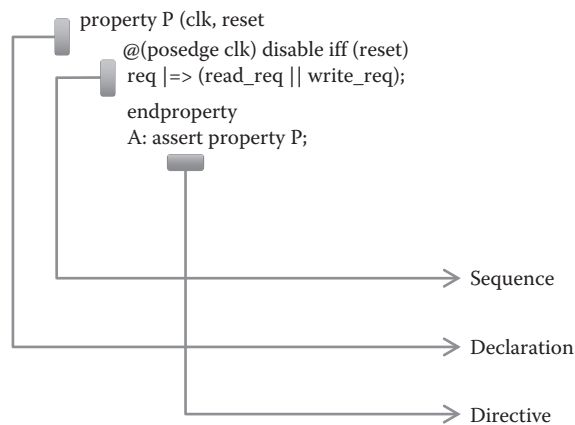 property P (clk, reset
@(posedge clk) disable iff (reset)
req |=> (read_req || write_req);
endproperty
A: assert property P;
Sequence
Declaration
Directive